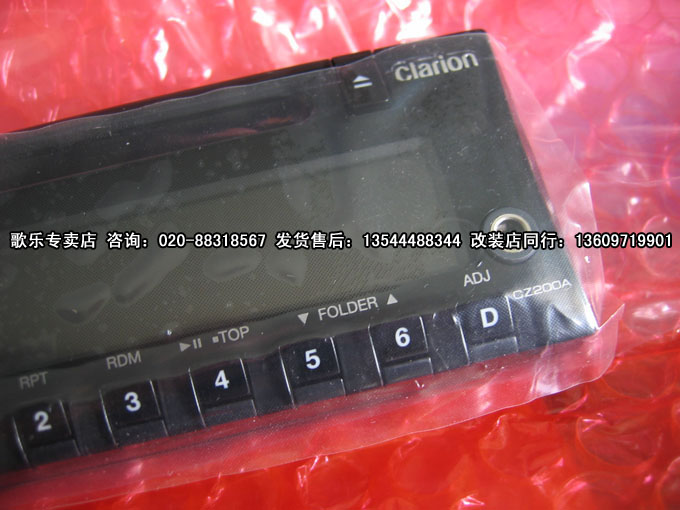 Clarion
歌乐专卖店 咨询：020-88318567 发货售后：13544488344 改装店同行：13609719901
ADJ
CZ200A
▼ FOLDER ▲
▶II ■TOP
RDM
RPT
2 3 4 5 6 D